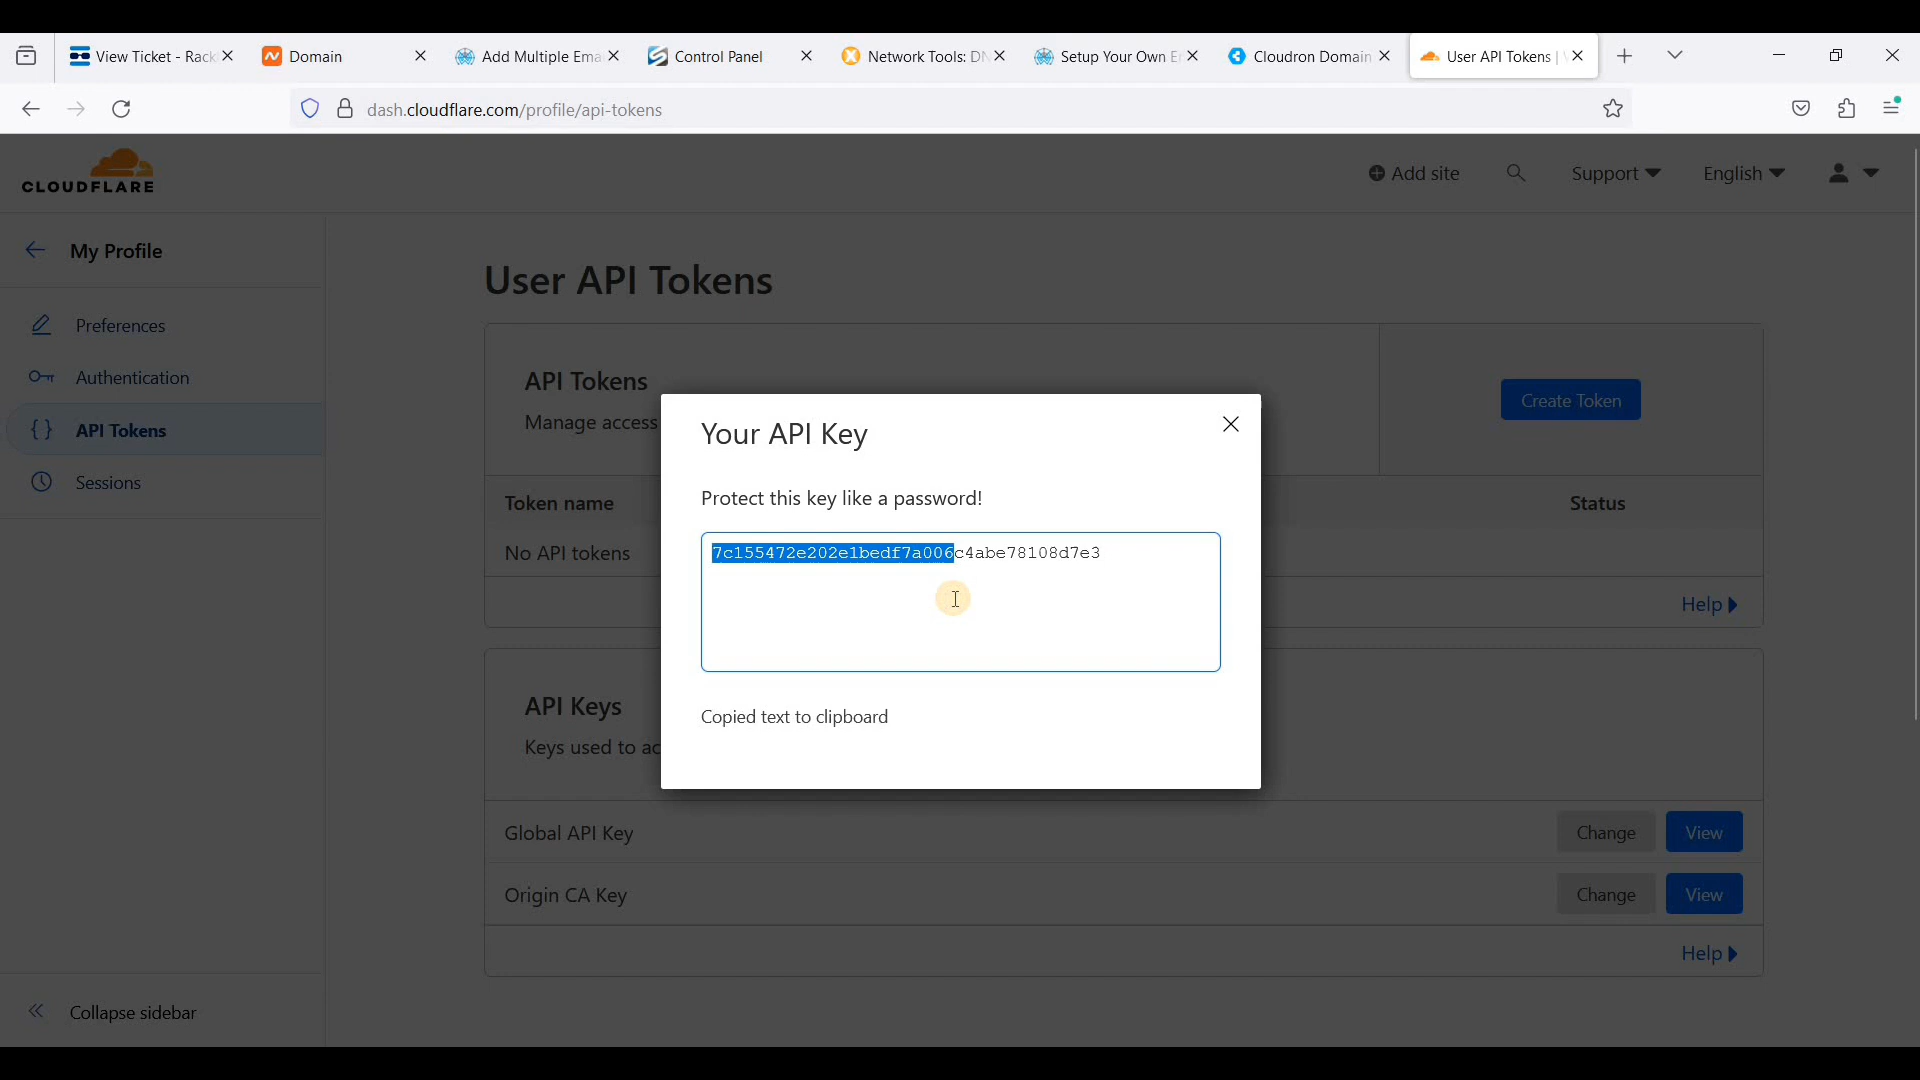 View Ticket - Rack
Domain
Add Multiple Ema
Control Panel
Network Tools: DN
Setup Your Own E
Cloudron Domain
User API Tokens |
dash.cloudflare.com/profile/api-tokens
CLOUDFLARE
Add site
Support
English
My Profile
Preferences
Authentication
API Tokens
Sessions
Collapse sidebar
User API Tokens
API Tokens
Manage access
Create Token
Token name
Status
No API tokens
Help
Your API Key
Protect this key like a password!
7c155472e202e1bedf7a006c4abe78108d7e3
Copied text to clipboard
API Keys
Keys used to ac
Global API Key
Change
View
Origin CA Key
Change
View
Help